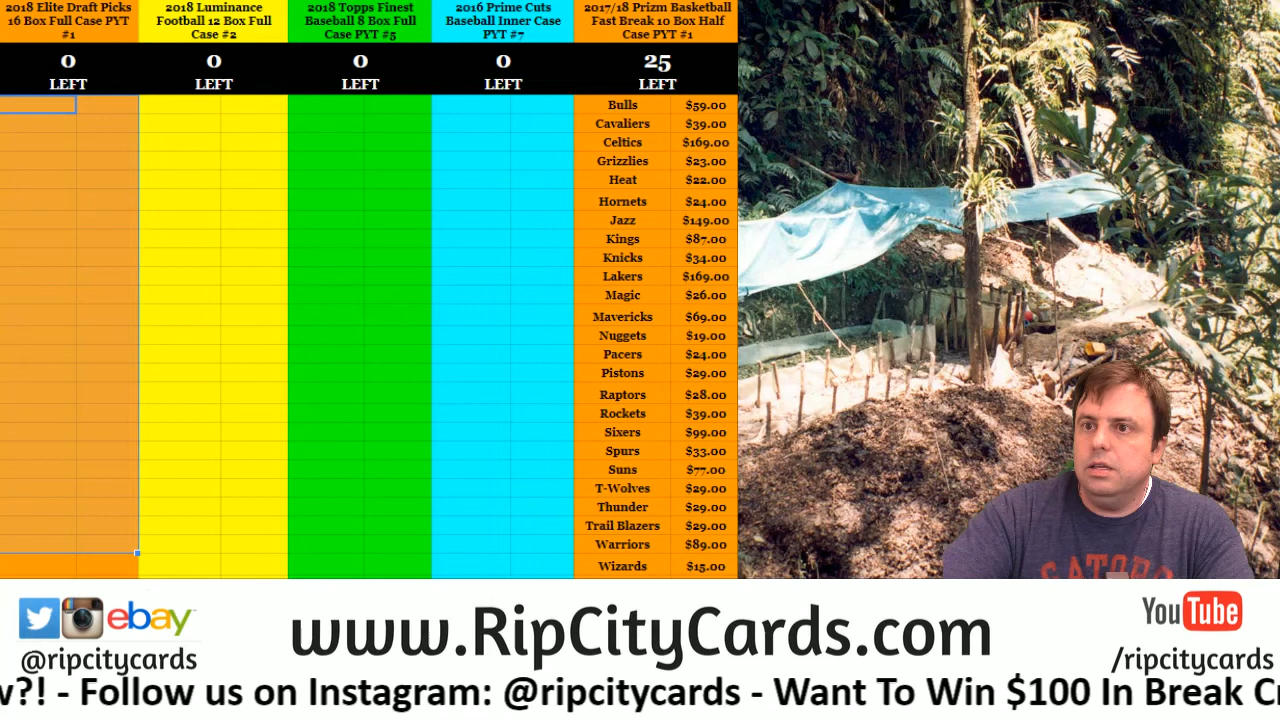 2018 Elite Draft Picks
16 Box Full Case PYT
#1
0
LEFT
2018 Luminance
Football 12 Box Full
Case #2
0
LEFT
2018 Topps Finest
Baseball 8 Box Full
Case PYT #5
0
LEFT
2016 Prime Cuts
Baseball Inner Case
PYT #7
0
LEFT
2017/18 Prizm Basketball
Fast Break 10 Box Half
Case PYT #1
25
LEFT
Bulls $59.00
Cavaliers $39.00
Celtics $169.00
Grizzlies $23.00
Heat $22.00
Hornets $24.00
Jazz $149.00
Kings $87.00
Knicks $34.00
Lakers $169.00
Magic $26.00
Mavericks $69.00
Nuggets $19.00
Pacers $24.00
Pistons $29.00
Raptors $28.00
Rockets $39.00
Sixers $99.00
Spurs $33.00
Suns $77.00
T-Wolves $29.00
Thunder $29.00
Trail Blazers $29.00
Warriors $89.00
Wizards $15.00
GATORS
ebay
@ripcitycards
www.RipCityCards.com
YouTube
/ripcitycards
w?! - Follow us on Instagram: @ripcitycards - Want To Win $100 In Break Cr